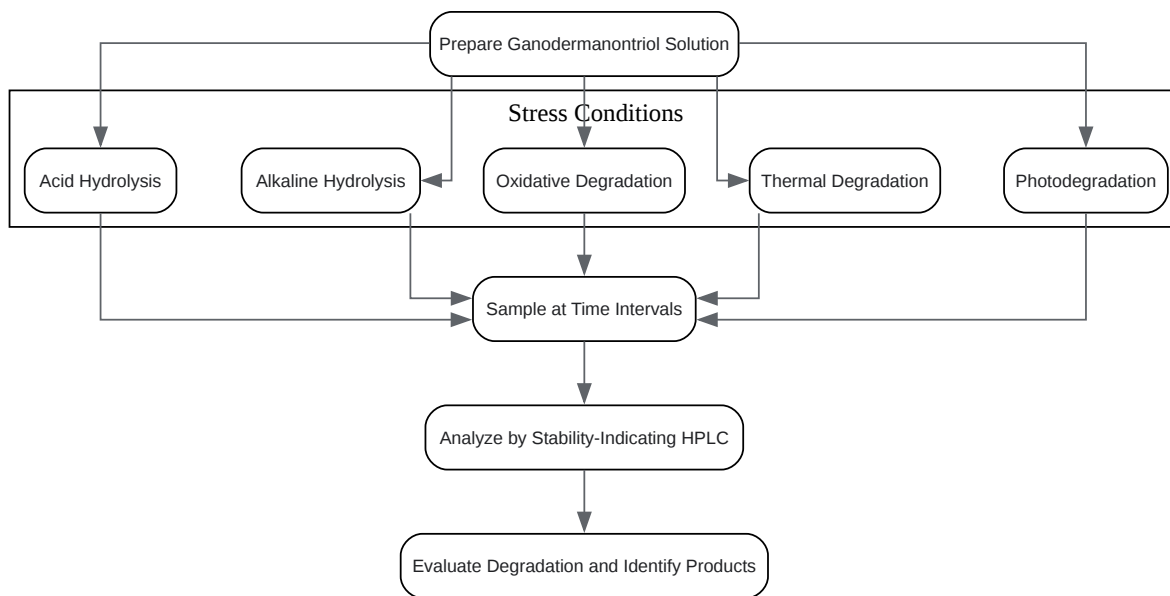 Prepare Ganodermanontriol Solution
Stress Conditions
Acid Hydrolysis
Alkaline Hydrolysis
Oxidative Degradation
Thermal Degradation
Photodegradation
Sample at Time Intervals
Analyze by Stability-Indicating HPLC
Evaluate Degradation and Identify Products